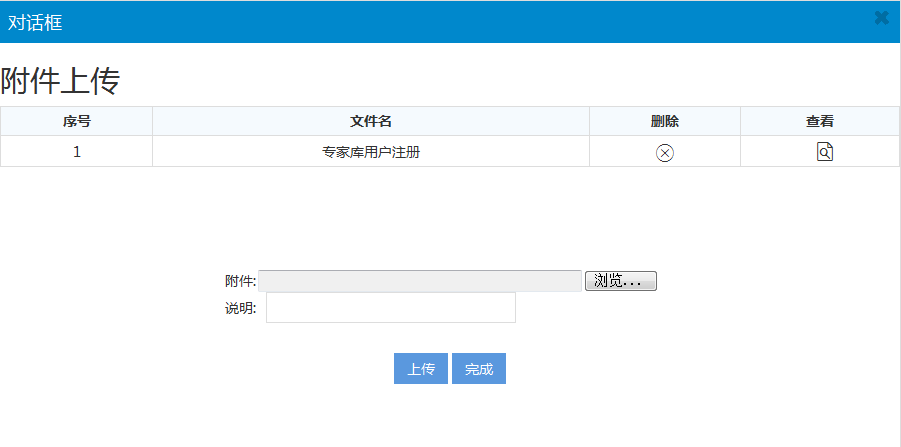 对话框
附件上传
序号 文件名 删除 查看
1 专家库用户注册
附件: 浏览...
说明:
上传 完成